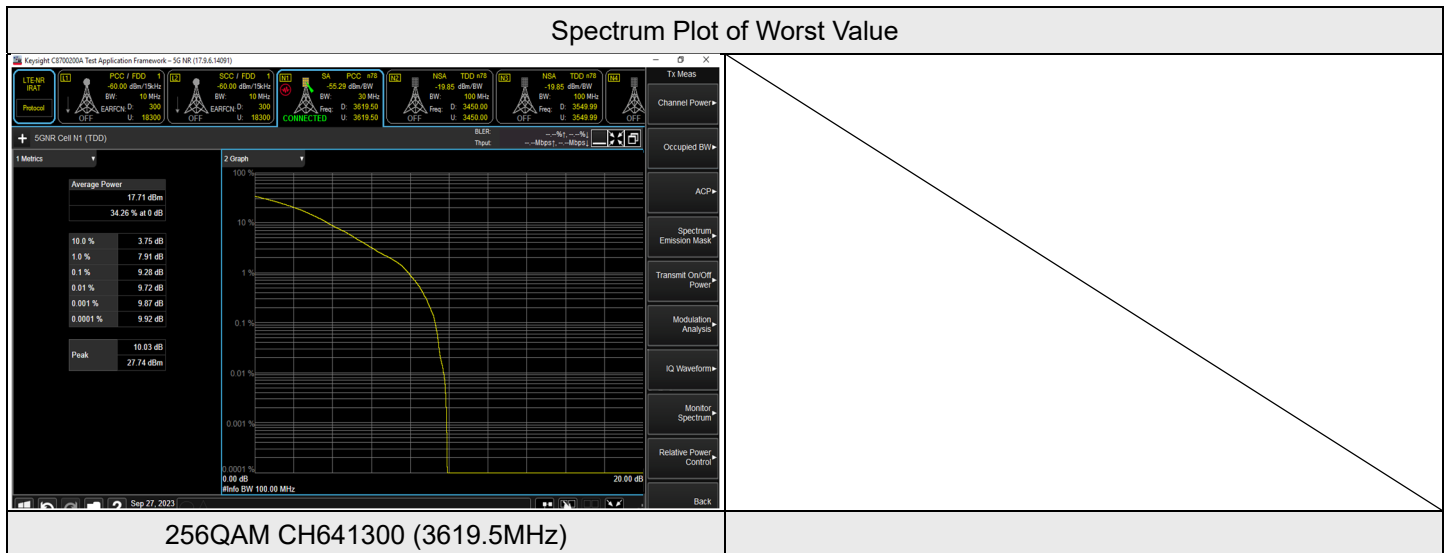 Spectrum Plot of Worst Value
Keysight C8700200A Test Application Framework – 5G NR (17.9.6.14091)
LTE-NR IRAT
Protocol
L1 PCC / FDD 1
-60.00 dBm/15kHz
BW: 10 MHz
EARFCN: D: 300
OFF U: 18300
L2 SCC / FDD 1
-60.00 dBm/15kHz
BW: 10 MHz
EARFCN: D: 300
OFF U: 18300
N1 SA PCC n78
-55.29 dBm/BW
BW: 30 MHz
Freq: D: 3619.50
CONNECTED U: 3619.50
N2 NSA TDD n78
-19.85 dBm/BW
BW: 100 MHz
Freq: D: 3450.00
OFF U: 3450.00
N3 NSA TDD n78
-19.85 dBm/BW
BW: 100 MHz
Freq: D: 3549.99
OFF U: 3549.99
N4
OFF
5GNR Cell N1 (TDD)
BLER: --.--%↑, --.--%↓
Thput: --.--Mbps↑, --.--Mbps↓
1 Metrics
Average Power
17.71 dBm
34.26 % at 0 dB
10.0 % 3.75 dB
1.0 % 7.91 dB
0.1 % 9.28 dB
0.01 % 9.72 dB
0.001 % 9.87 dB
0.0001 % 9.92 dB
Peak
10.03 dB
27.74 dBm
2 Graph
100 %
10 %
1 %
0.1 %
0.01 %
0.001 %
0.0001 %
0.00 dB 20.00 dB
#Info BW 100.00 MHz
Tx Meas
Channel Power
Occupied BW
ACP
Spectrum
Emission Mask
Transmit On/Off
Power
Modulation
Analysis
IQ Waveform
Monitor
Spectrum
Relative Power
Control
Back
Sep 27, 2023
256QAM CH641300 (3619.5MHz)